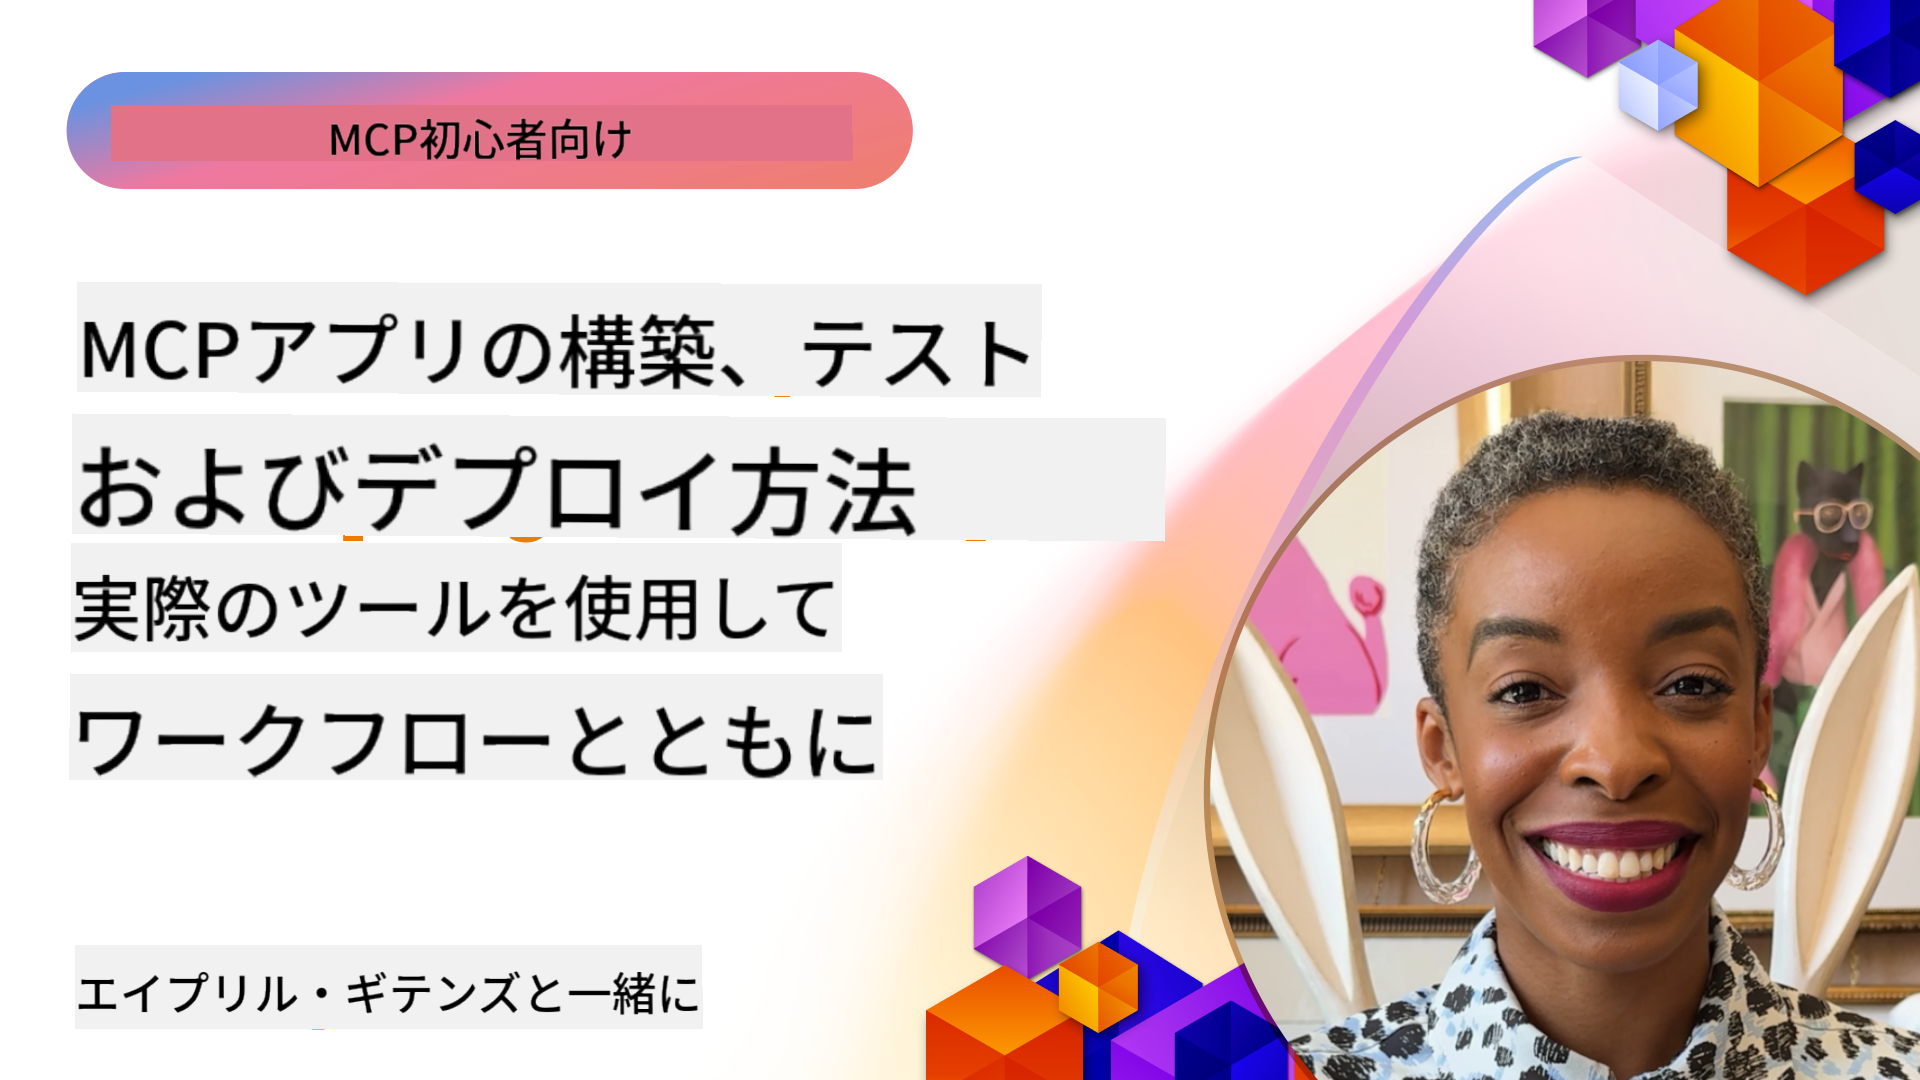 MCP初心者向け
MCPアプリの構築、テスト
およびデプロイ方法
実際のツールを使用して
ワークフローとともに
エイプリル・ギテンズと一緒に